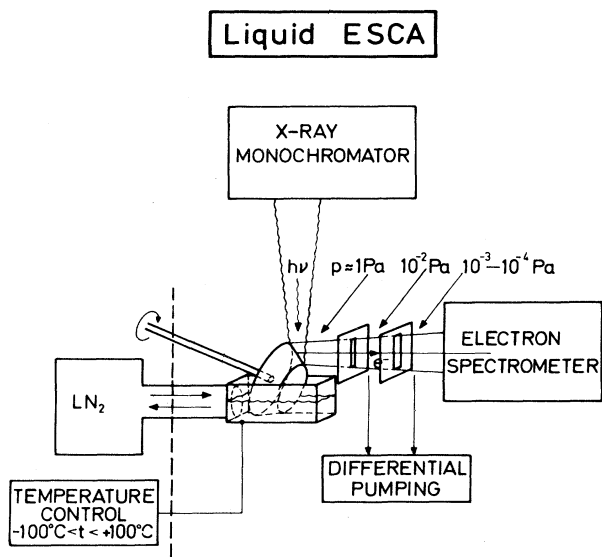 Liquid ESCA
X-RAY
MONOCHROMATOR
hν
p≈1Pa
10⁻²Pa
10⁻³-10⁻⁴Pa
ELECTRON
SPECTROMETER
e⁻
LN₂
DIFFERENTIAL
PUMPING
TEMPERATURE
CONTROL
-100°C<t<+100°C